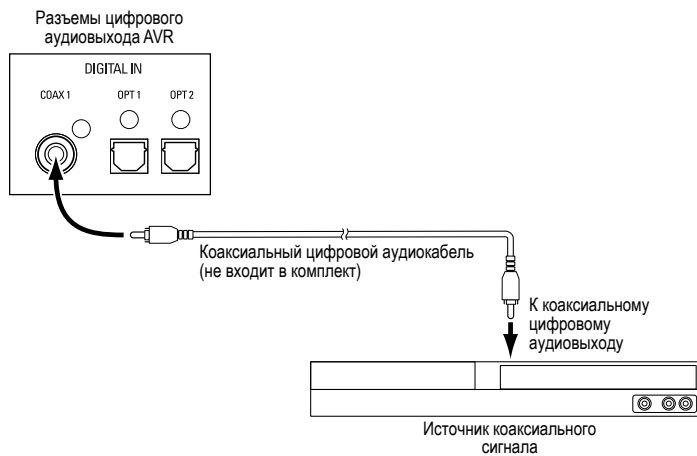 Разъемы цифрового
аудиовыхода AVR
DIGITAL IN
COAX 1
OPT 1
OPT 2
Коаксиальный цифровой аудиокабель
(не входит в комплект)
К коаксиальному
цифровому
аудиовыходу
Источник коаксиального
сигнала